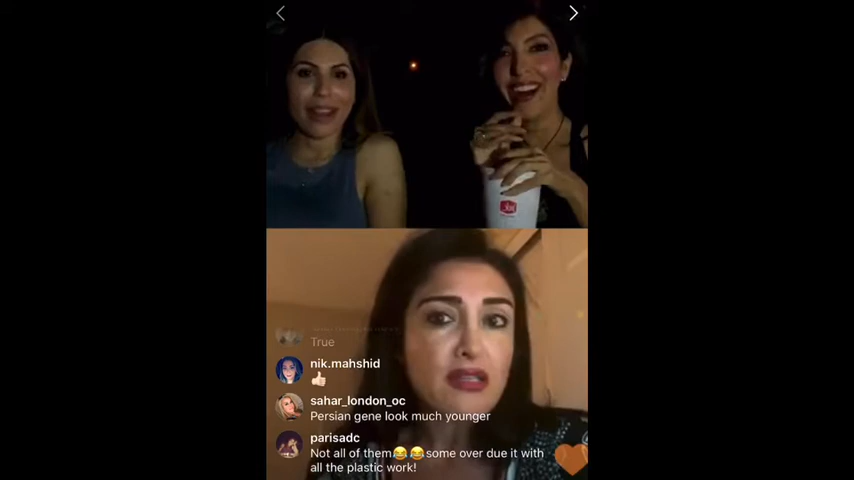 True
nik.mahshid
👍🏻
sahar_london_oc
Persian gene look much younger
parisadc
Not all of them😂😂some over due it with
all the plastic work!